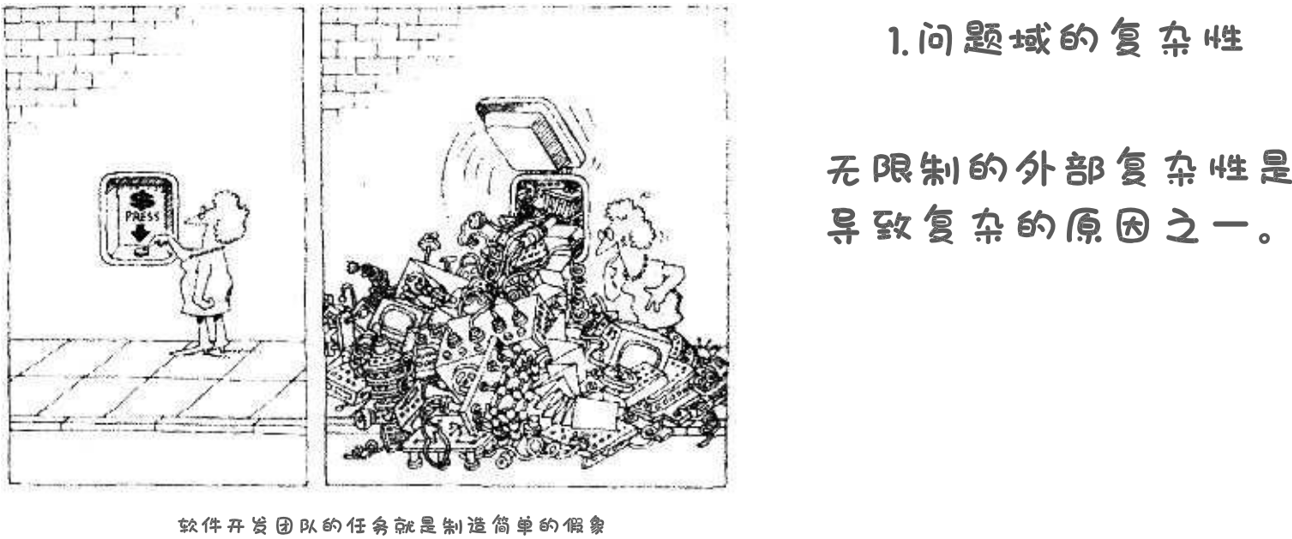 1.问题域的复杂性
无限制的外部复杂性是
导致复杂的原因之一。
PRESS
软件开发团队的任务就是制造简单的假象